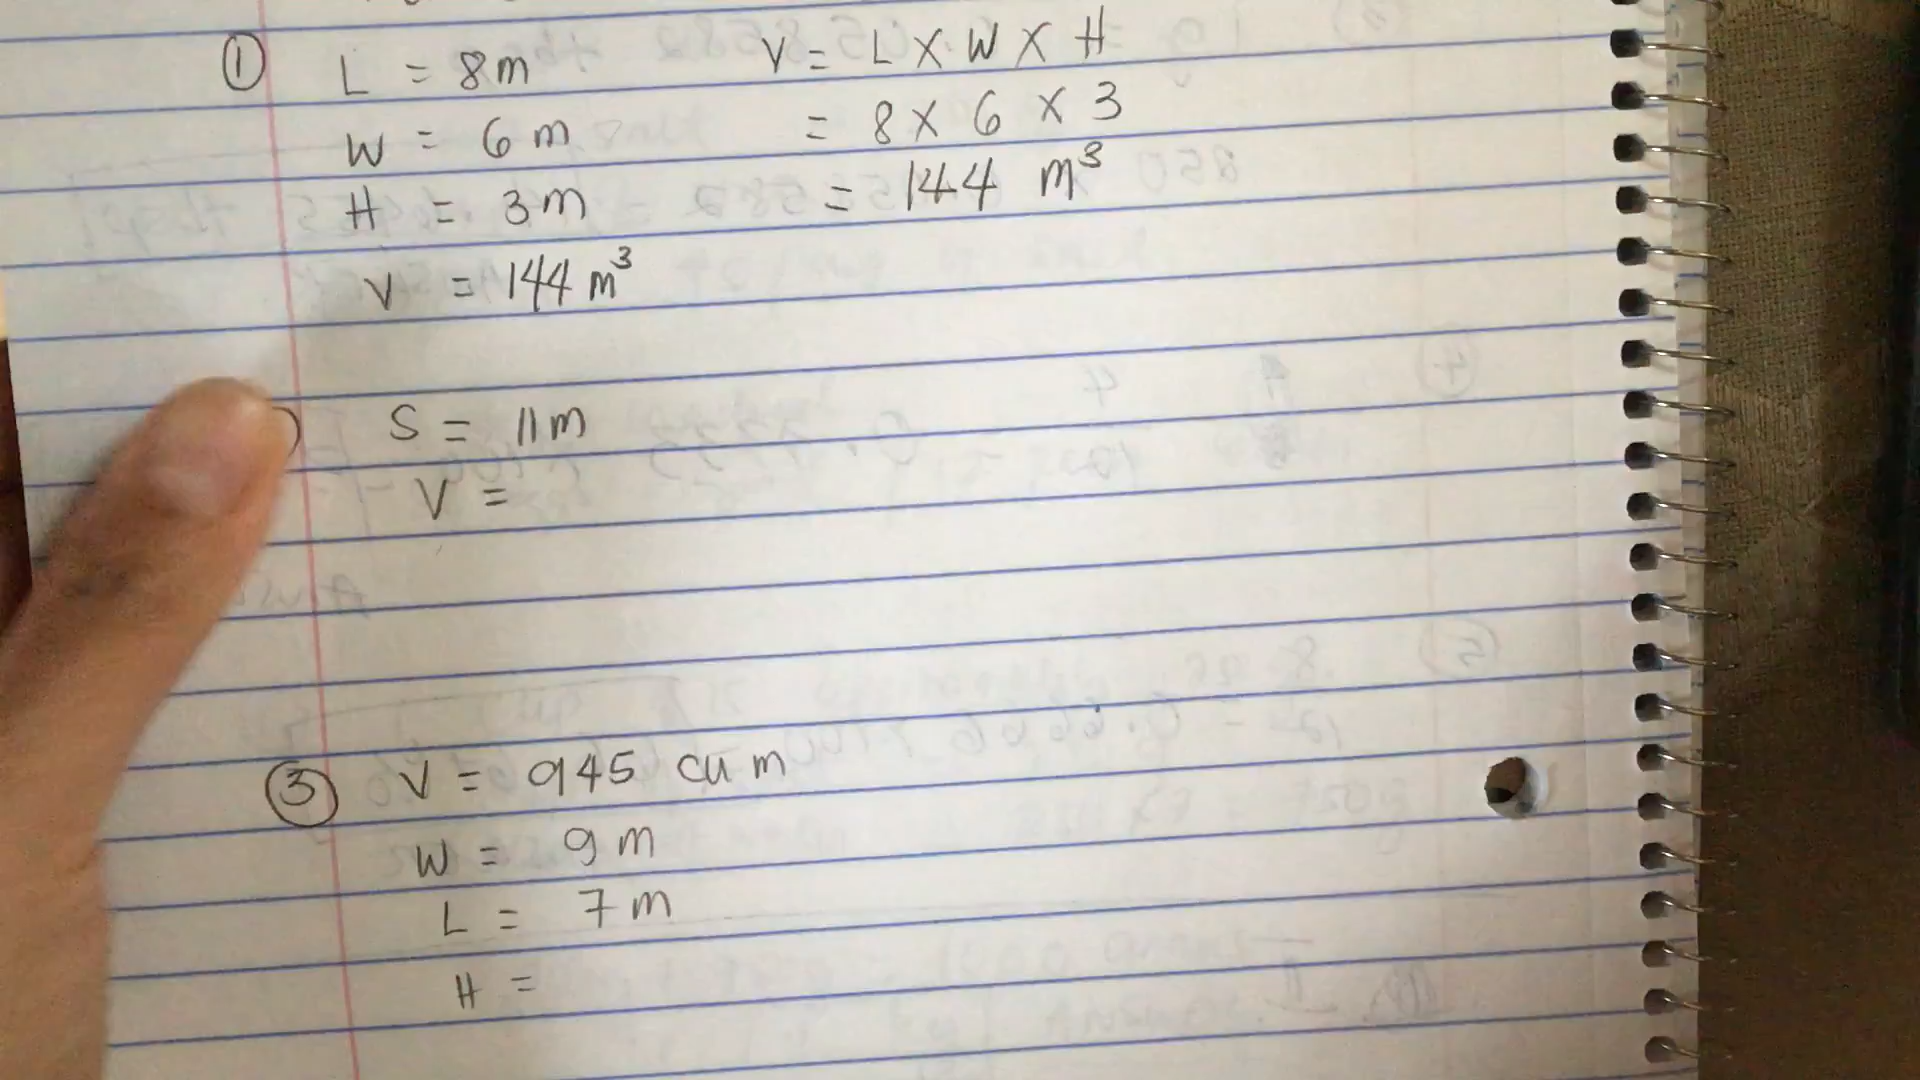 ① L = 8m V = L X W X H
W = 6 m = 8 X 6 X 3
H = 3m = 144 m³
V = 144 m³
) S = 11m
V =
③ V = 945 cu m
W = 9 m
L = 7 m
H =